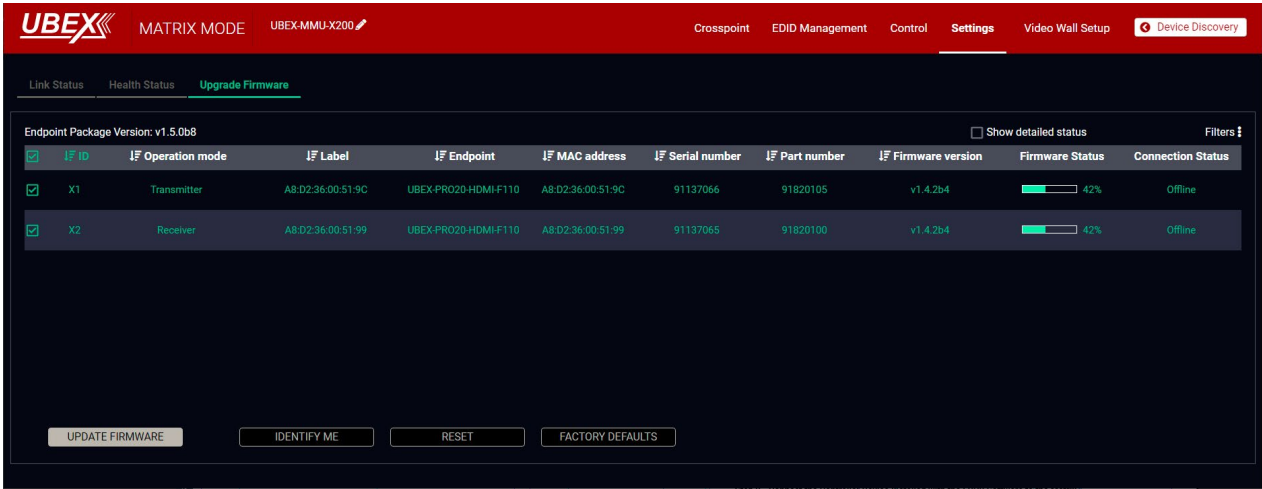 UBEX MATRIX MODE UBEX-MMU-X200 Crosspoint EDID Management Control Settings Video Wall Setup Device Discovery
Link Status Health Status Upgrade Firmware
Endpoint Package Version: v1.5.0b8 Show detailed status Filters
ID Operation mode Label Endpoint MAC address Serial number Part number Firmware version Firmware Status Connection Status
X1 Transmitter A8:D2:36:00:51:9C UBEX-PRO20-HDMI-F110 A8:D2:36:00:51:9C 91137066 91820105 v1.4.2b4 42% Offline
X2 Receiver A8:D2:36:00:51:99 UBEX-PRO20-HDMI-F110 A8:D2:36:00:51:99 91137065 91820100 v1.4.2b4 42% Offline
UPDATE FIRMWARE IDENTIFY ME RESET FACTORY DEFAULTS